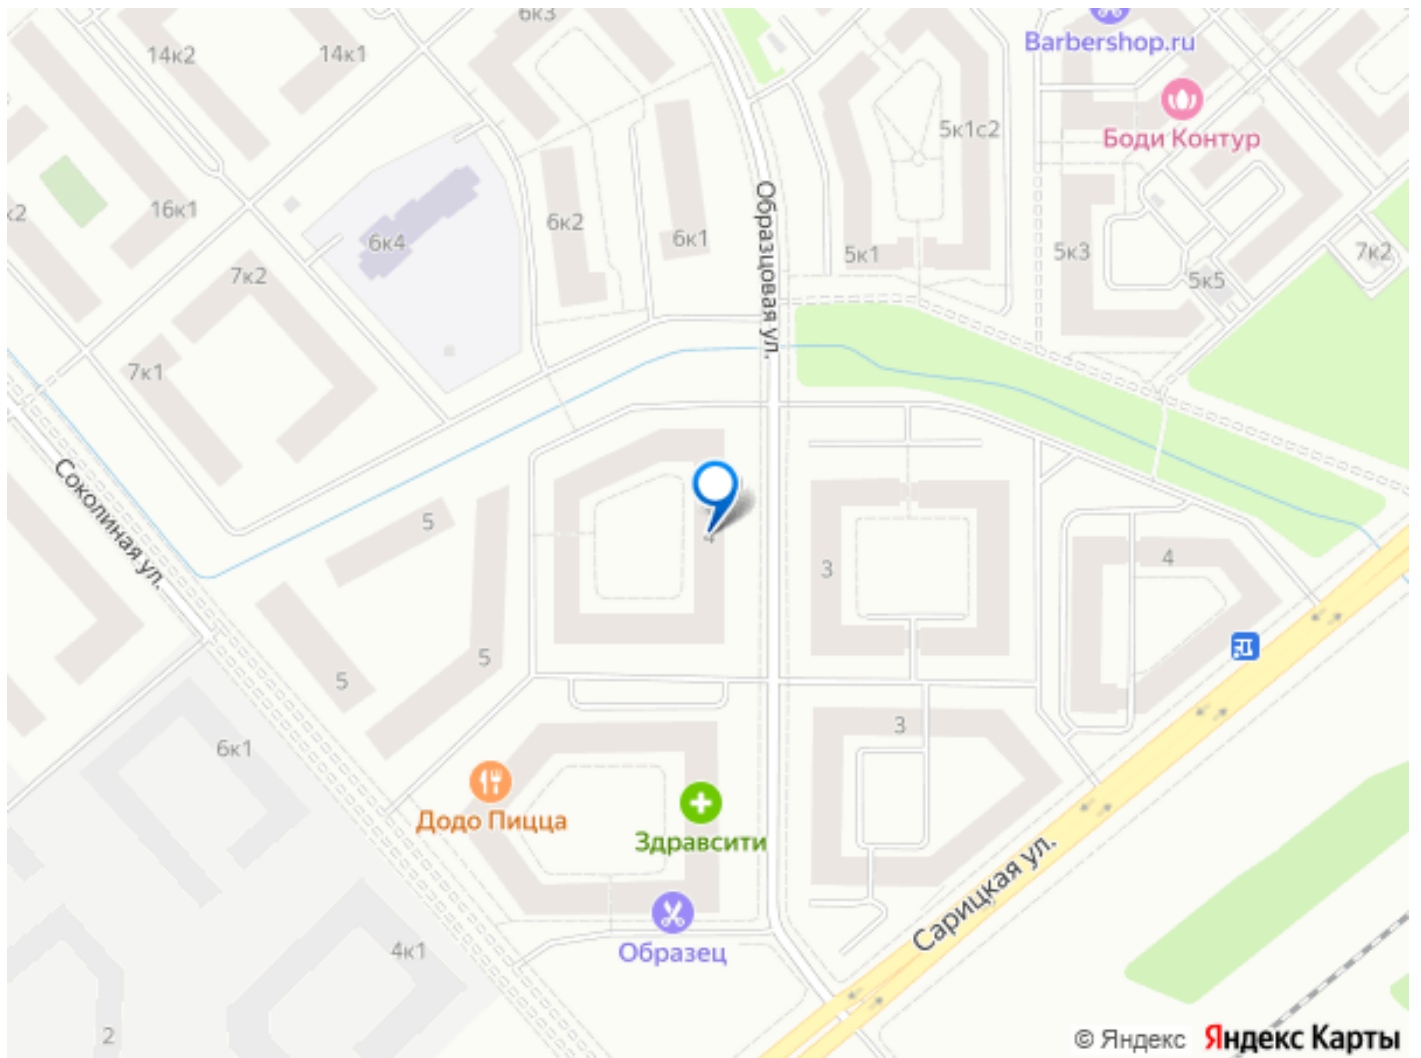 6к3
14к2
14к1
Barbershop.ru
Боди Контур
5к1с2
к2
16к1
6к4
6к2
6к1
Образцовая ул.
5к1
5к3
7к2
5к5
7к2
7к1
Соколиная ул.
5
4
3
4
5
5
6к1
3
Додо Пицца
Здравсити
Сарицкая ул.
Образец
4к1
2
© Яндекс Яндекс Карты